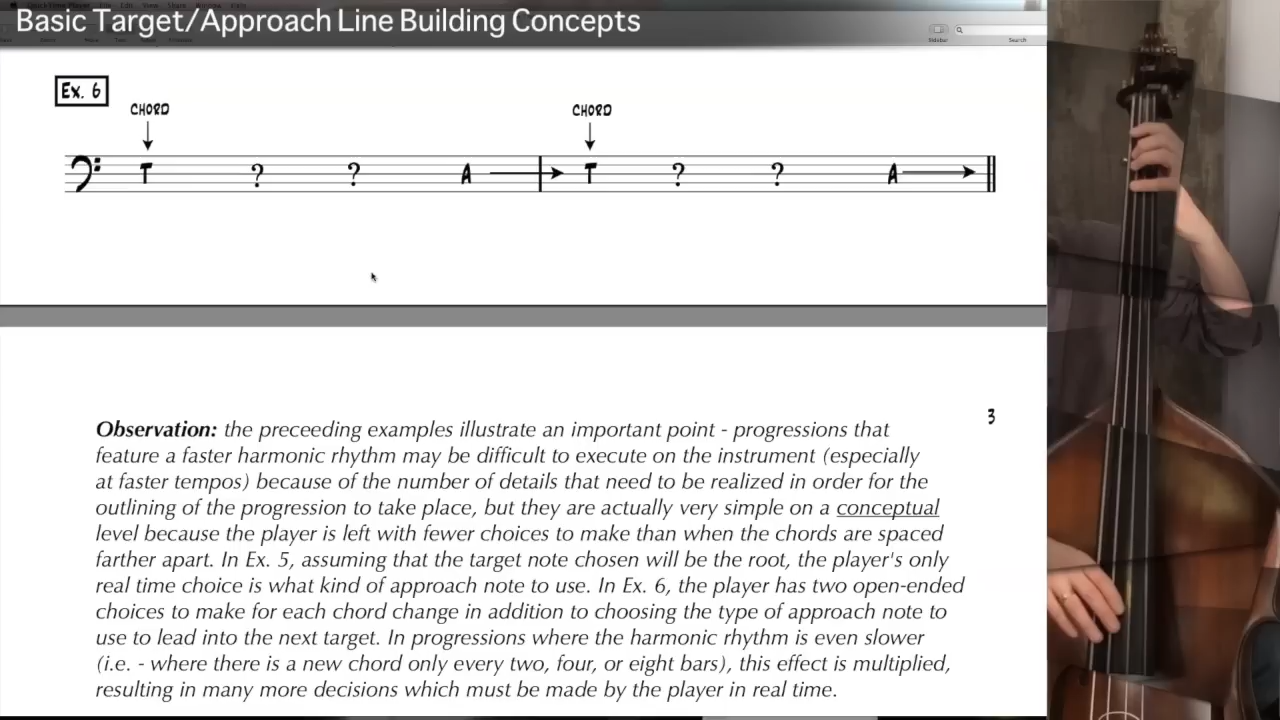 Basic Target/Approach Line Building Concepts
Sidebar
Search
Ex. 6
CHORD CHORD
T ? ? A T ? ? A
3
Observation: the preceeding examples illustrate an important point - progressions that
feature a faster harmonic rhythm may be difficult to execute on the instrument (especially
at faster tempos) because of the number of details that need to be realized in order for the
outlining of the progression to take place, but they are actually very simple on a conceptual
level because the player is left with fewer choices to make than when the chords are spaced
farther apart. In Ex. 5, assuming that the target note chosen will be the root, the player's only
real time choice is what kind of approach note to use. In Ex. 6, the player has two open-ended
choices to make for each chord change in addition to choosing the type of approach note to
use to lead into the next target. In progressions where the harmonic rhythm is even slower
(i.e. - where there is a new chord only every two, four, or eight bars), this effect is multiplied,
resulting in many more decisions which must be made by the player in real time.